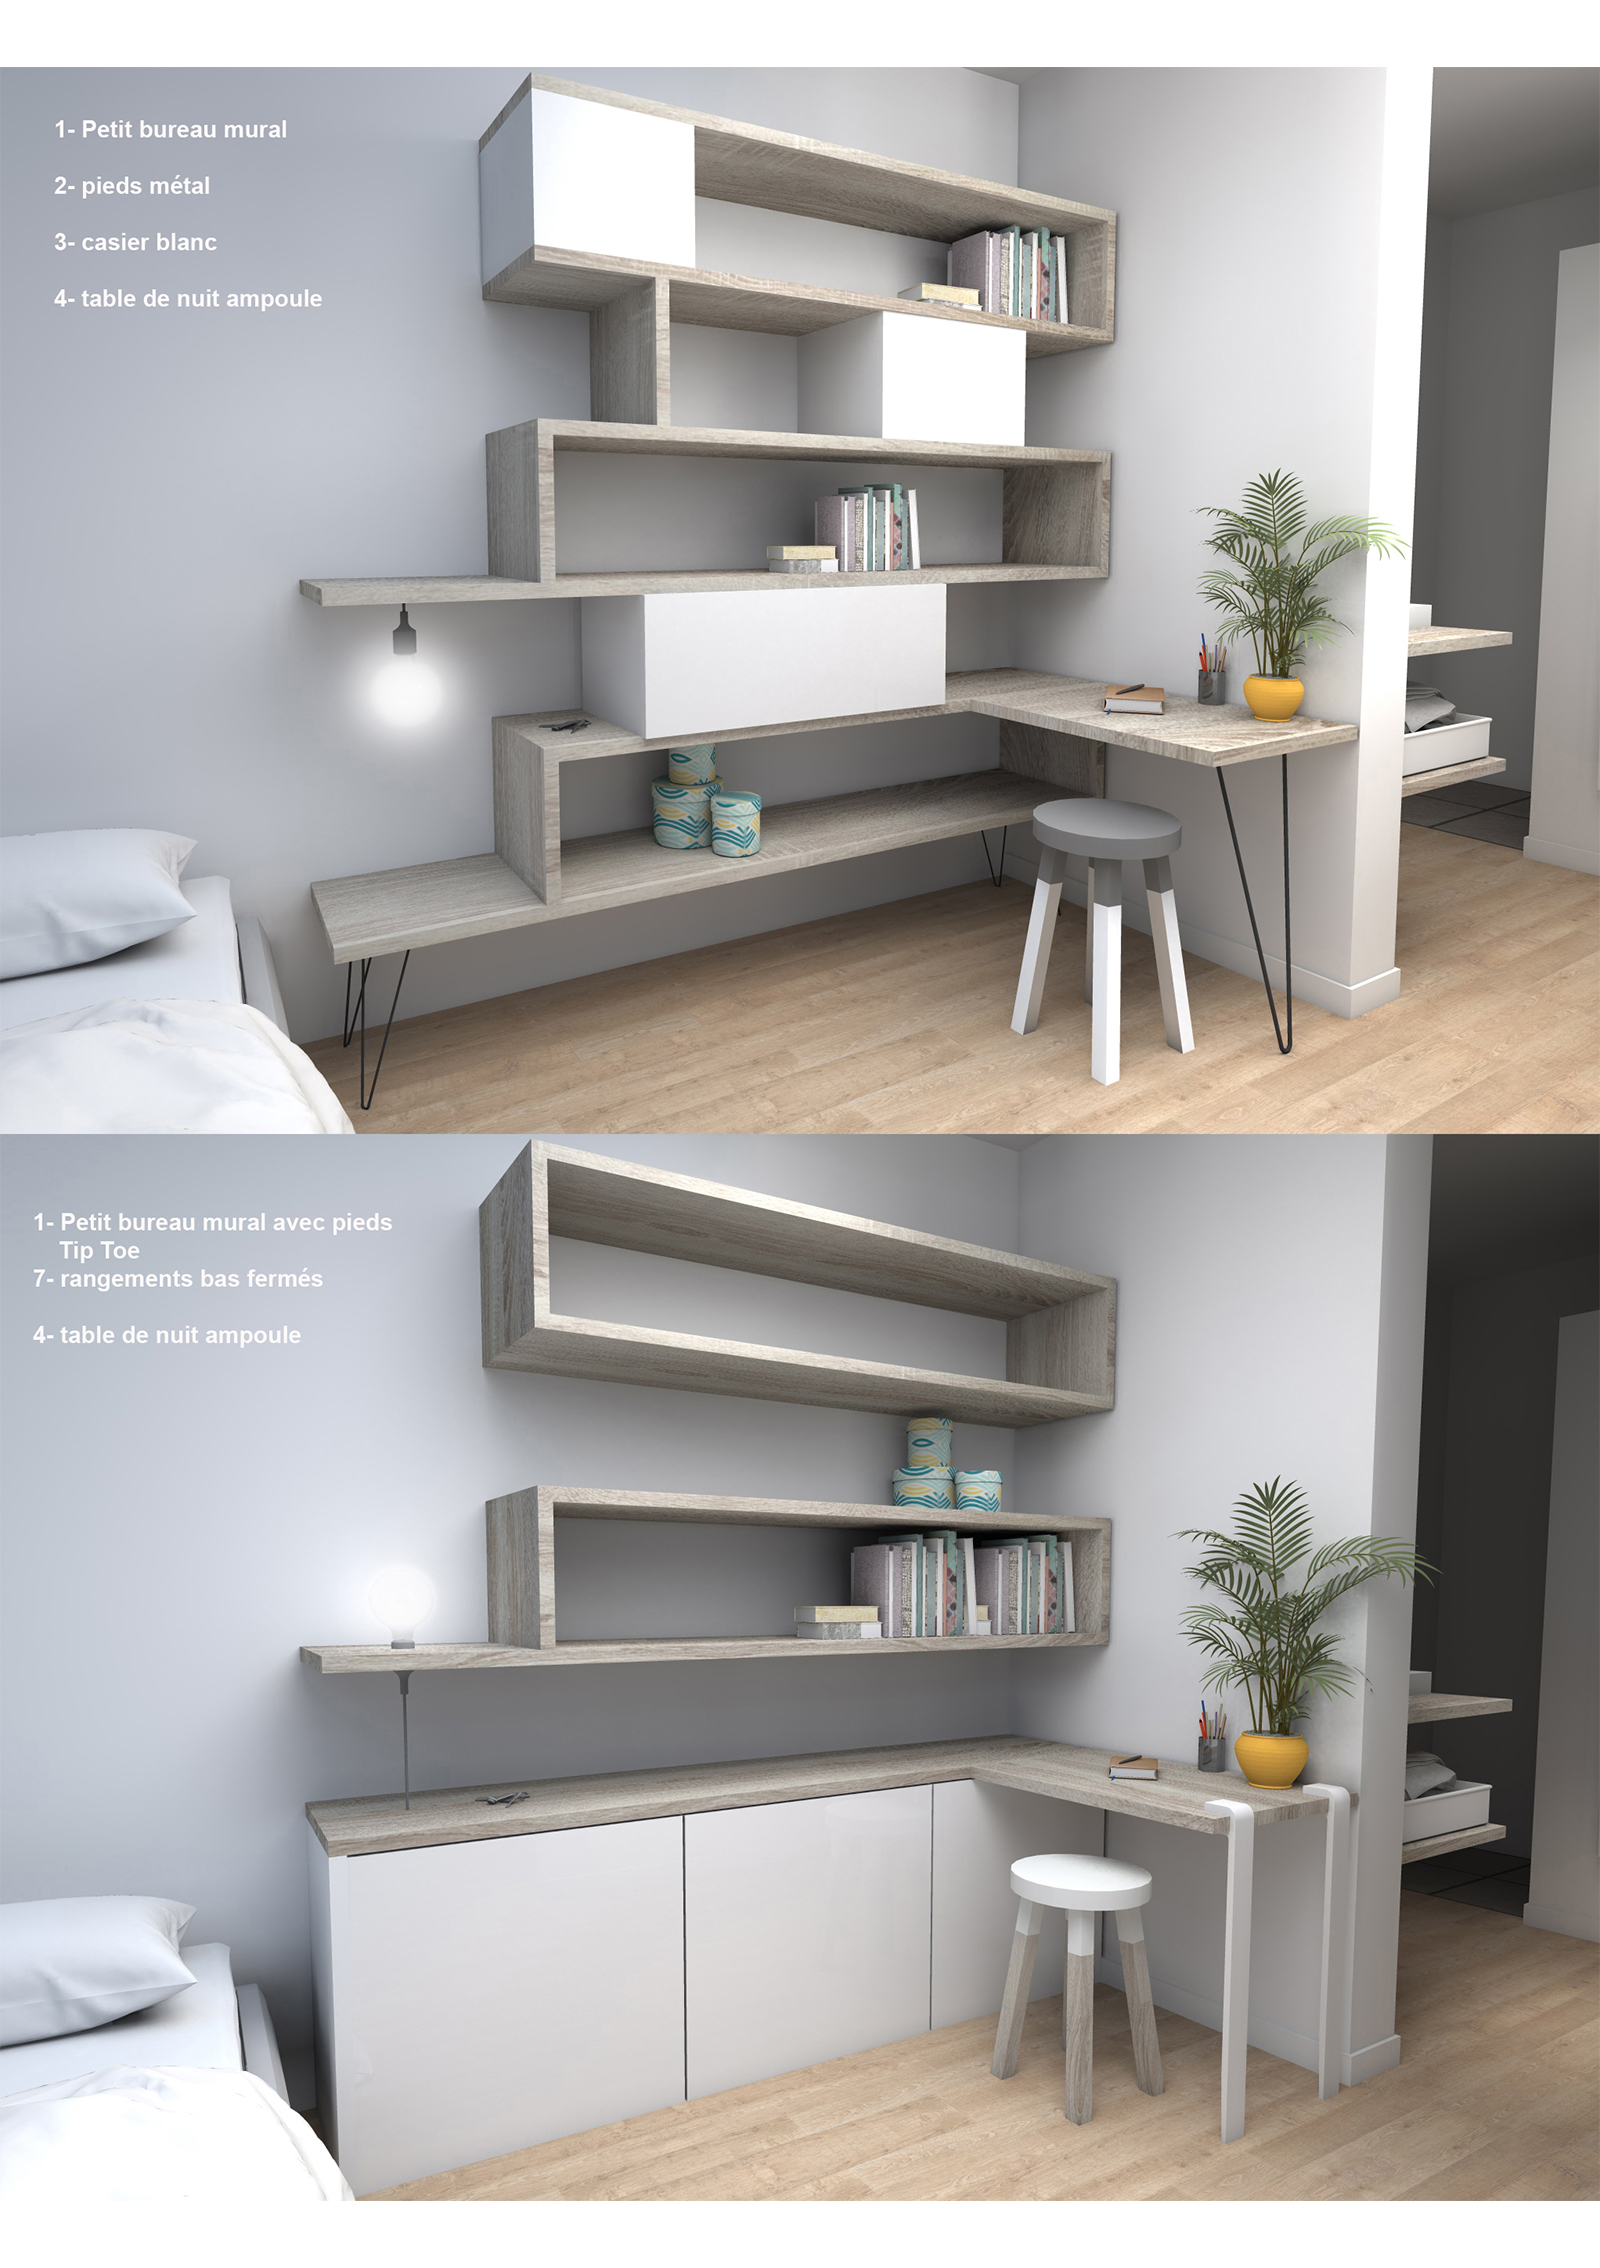 1- Petit bureau mural
2- pieds métal
3- casier blanc
4- table de nuit ampoule
1- Petit bureau mural avec pieds
Tip Toe
7- rangements bas fermés
4- table de nuit ampoule